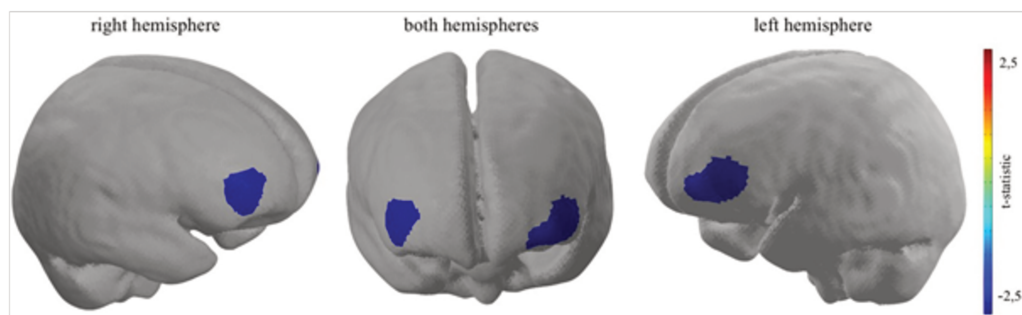 right hemisphere
both hemispheres
left hemisphere
2,5
t-statistic
-2,5